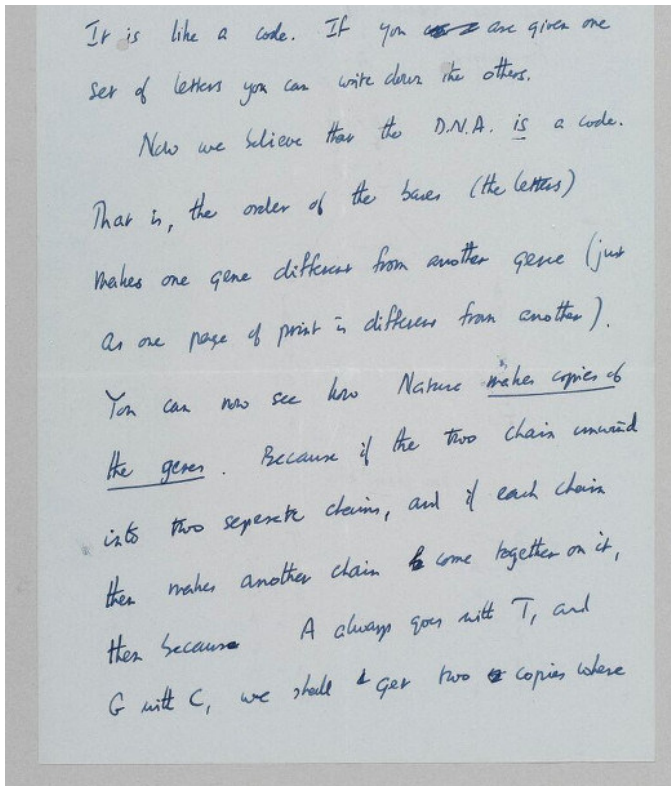 It is like a code. If you are given one
set of letters you can write down the others.
Now we believe that the D.N.A. is a code.
That is, the order of the bases (the letters)
makes one gene different from another gene (just
as one page of print is different from another).
You can now see how Nature makes copies of
the genes. Because if the two chain unwind
into two seperate chains, and if each chain
then makes another chain come together on it,
then because A always goes with T, and
G with C, we shall get two copies where